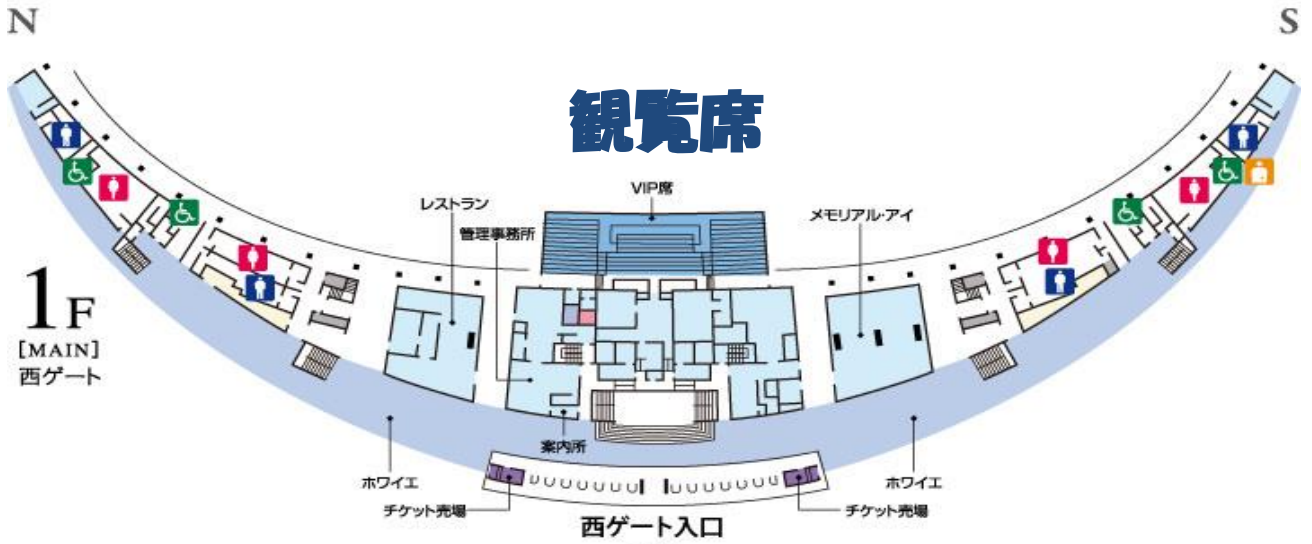 N
S
観覧席
VIP席
レストラン
メモリアル・アイ
管理事務所
1F
[MAIN]
西ゲート
案内所
ホワイエ
ホワイエ
チケット売場
チケット売場
西ゲート入口